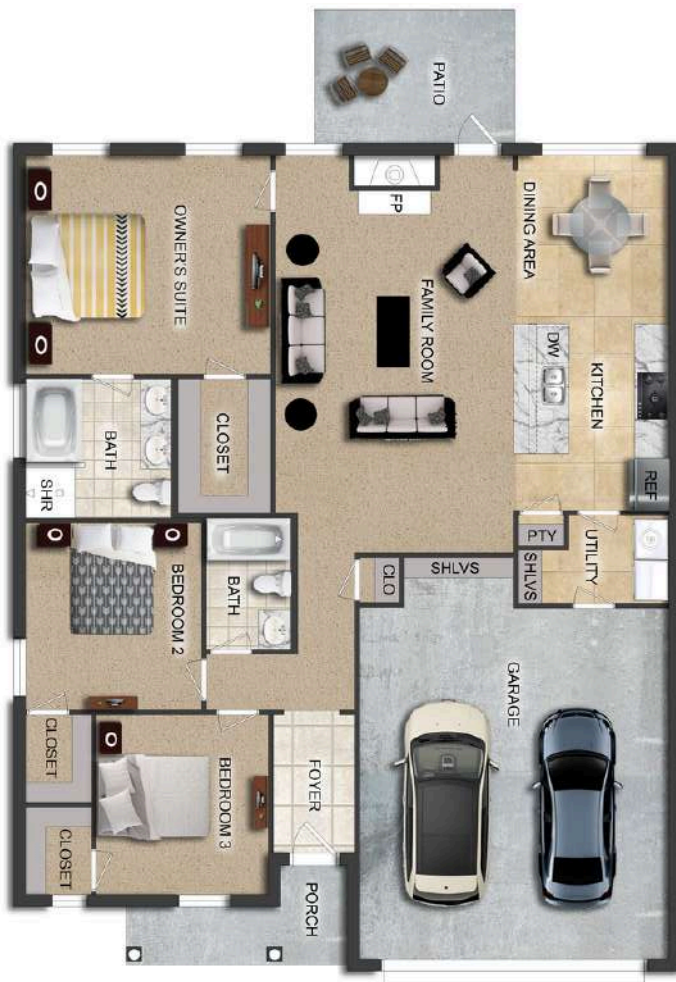 PATIO
FP
OWNER'S SUITE
FAMILY ROOM
DINING AREA
KITCHEN
DW
REF
CLOSET
BATH
SHR
PTY
UTILITY
SHLVS
SHLVS
CLO
BATH
BEDROOM 2
GARAGE
CLOSET
BEDROOM 3
FOYER
CLOSET
PORCH